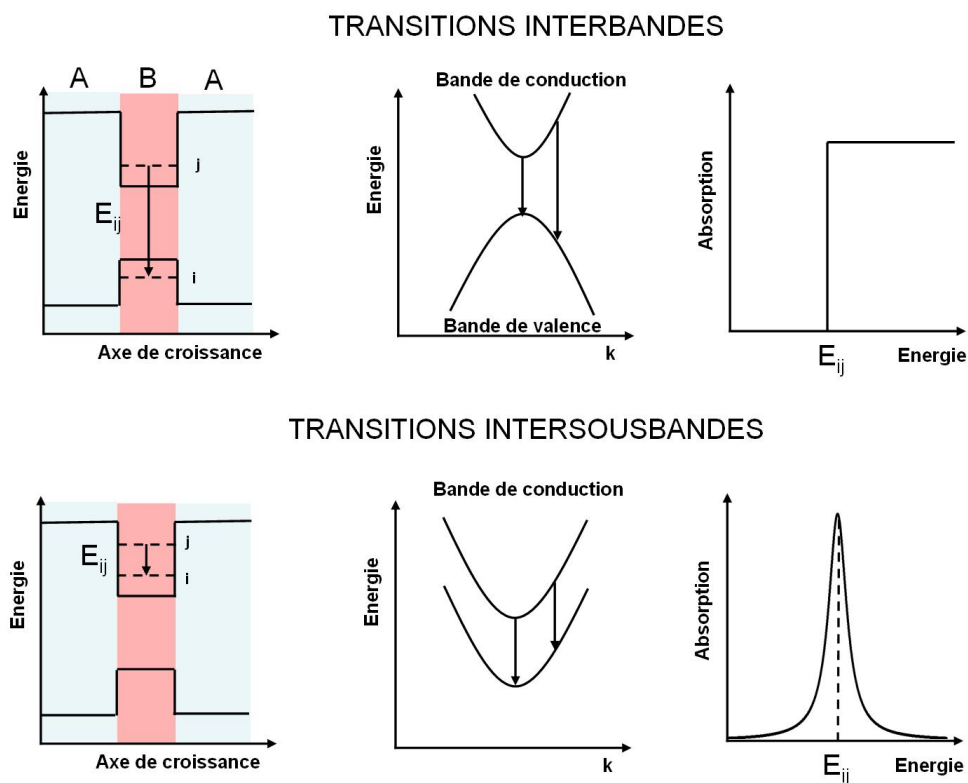 TRANSITIONS INTERBANDES
A B A
Energie
j
E_ij
i
Axe de croissance
Bande de conduction
Energie
Bande de valence
k
Absorption
E_ij
Energie
TRANSITIONS INTERSOUSBANDES
Energie
j
E_ij
i
Axe de croissance
Bande de conduction
Energie
k
Absorption
E_ij
Energie